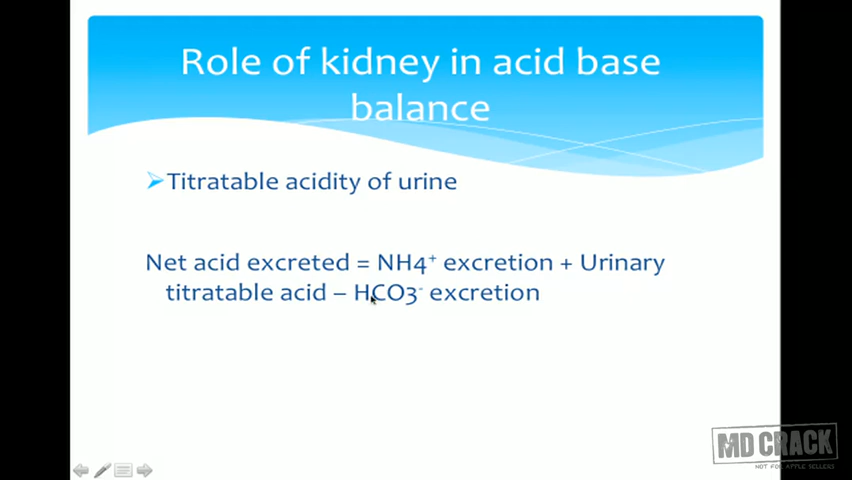 Role of kidney in acid base
balance
Titratable acidity of urine
Net acid excreted = NH4⁺ excretion + Urinary
titratable acid – HCO3⁻ excretion
MD CRACK
NOT FOR APPLE SELLERS